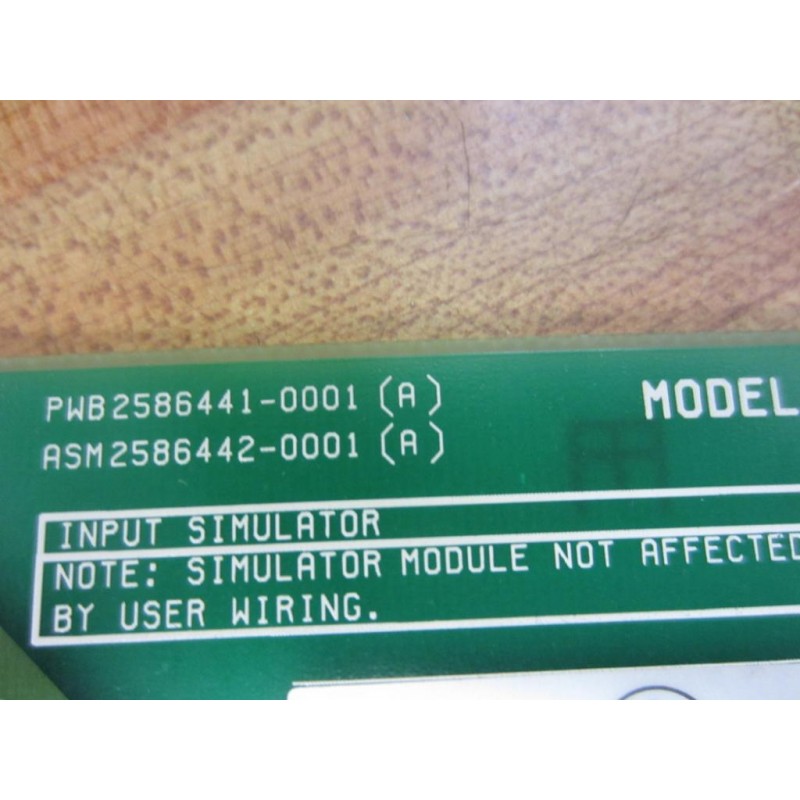 PWB2586441-0001 (A)
ASM2586442-0001 (A)
MODEL
INPUT SIMULATOR
NOTE: SIMULATOR MODULE NOT AFFECTED
BY USER WIRING.